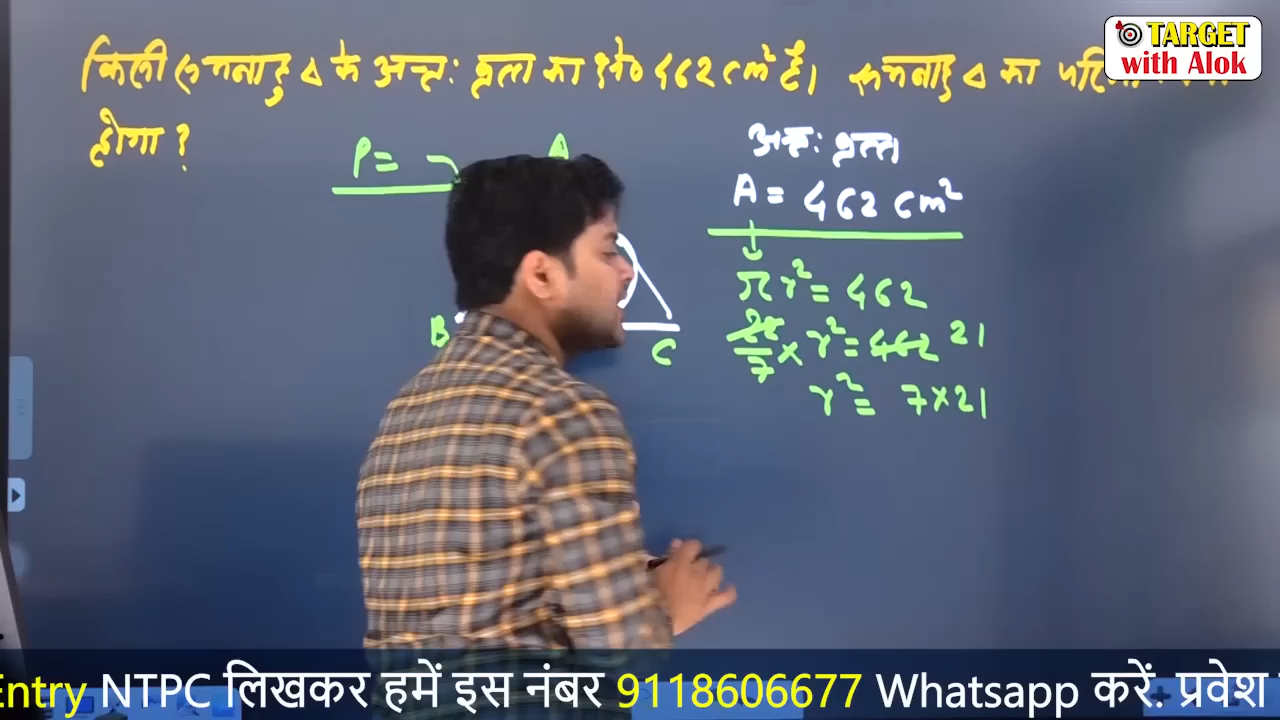 TARGET
with Alok
किसी समबाहु Δ के अन्तः वृत्त का क्षे० 462 cm² है। समबाहु Δ का
होगा ?
P = ?
A
अन्तः वृत्त
A = 462 cm²
πr² = 462
22/7 × r² = 462 21
r² = 7×21
B
C
Entry NTPC लिखकर हमें इस नंबर 9118606677 Whatsapp करें. प्रवेश